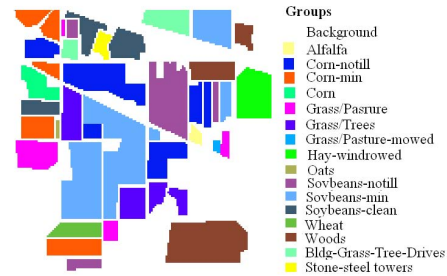 Groups
Background
Alfalfa
Corn-notill
Corn-min
Corn
Grass/Pasrure
Grass/Trees
Grass/Pasture-mowed
Hay-windrowed
Oats
Soybeans-notill
Soybeans-min
Soybeans-clean
Wheat
Woods
Bldg-Grass-Tree-Drives
Stone-steel towers